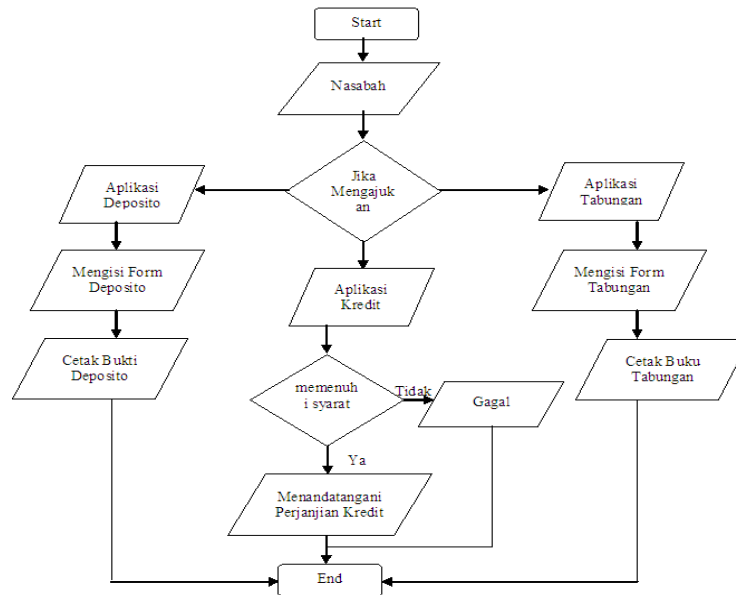 Start
Nasabah
Jika
Mengajuk
an
Aplikasi
Deposito
Aplikasi
Tabungan
Mengisi Form
Deposito
Aplikasi
Kredit
Mengisi Form
Tabungan
Cetak Bukti
Deposito
memenuh
i syarat
Tidak
Gagal
Cetak Buku
Tabungan
Ya
Menandatangani
Perjanjian Kredit
End